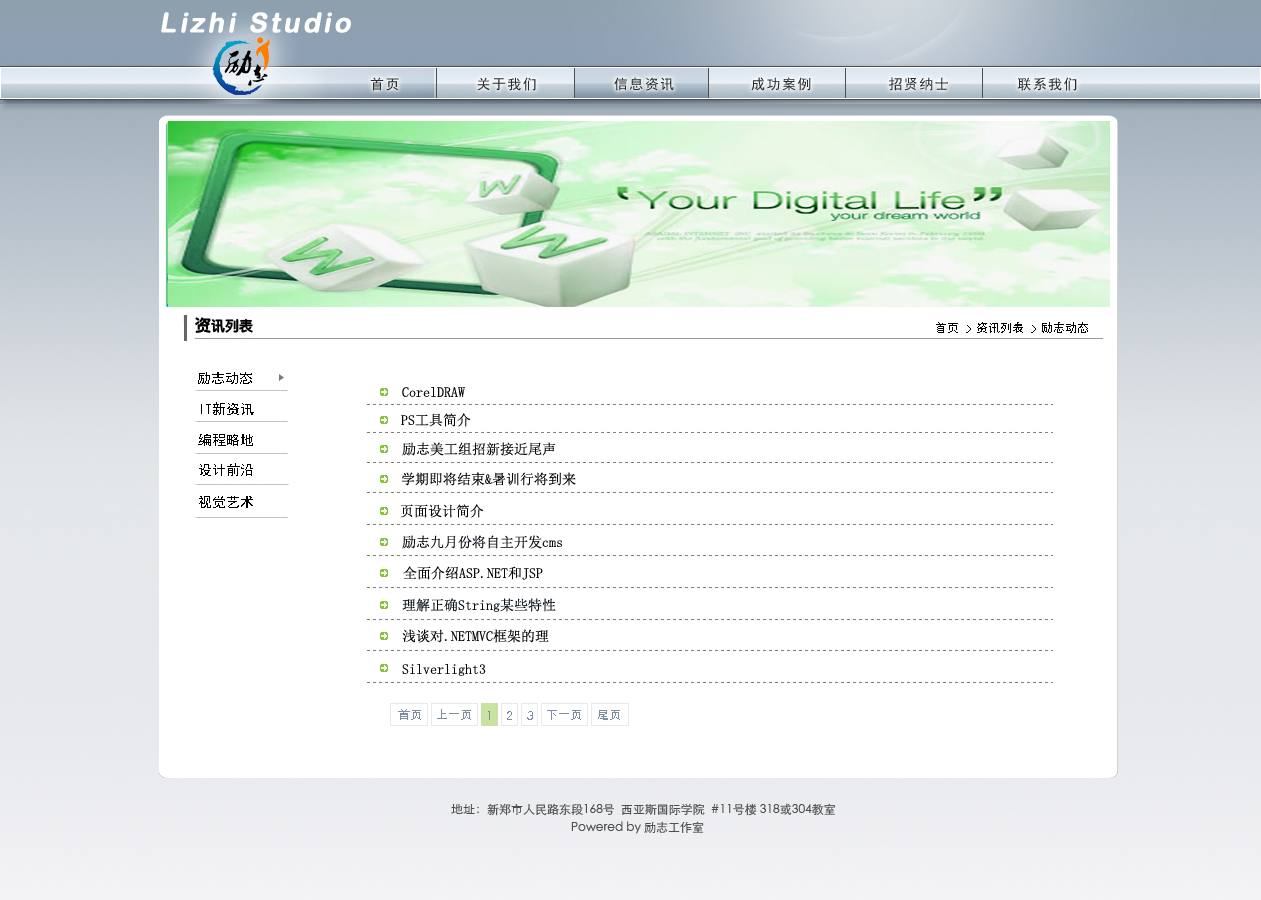 Lizhi Studio
励志
首页 关于我们 信息资讯 成功案例 招贤纳士 联系我们
W W W
‘Your Digital Life”
your dream world
资讯列表
首页 > 资讯列表 > 励志动态
励志动态
IT新资讯
编程略地
设计前沿
视觉艺术
CorelDRAW
PS工具简介
励志美工组招新接近尾声
学期即将结束&暑训行将到来
页面设计简介
励志九月份将自主开发cms
全面介绍ASP.NET和JSP
理解正确String某些特性
浅谈对.NETMVC框架的理
Silverlight3
首页 上一页 1 2 3 下一页 尾页
地址：新郑市人民路东段168号 西亚斯国际学院 #11号楼 318或304教室
Powered by 励志工作室